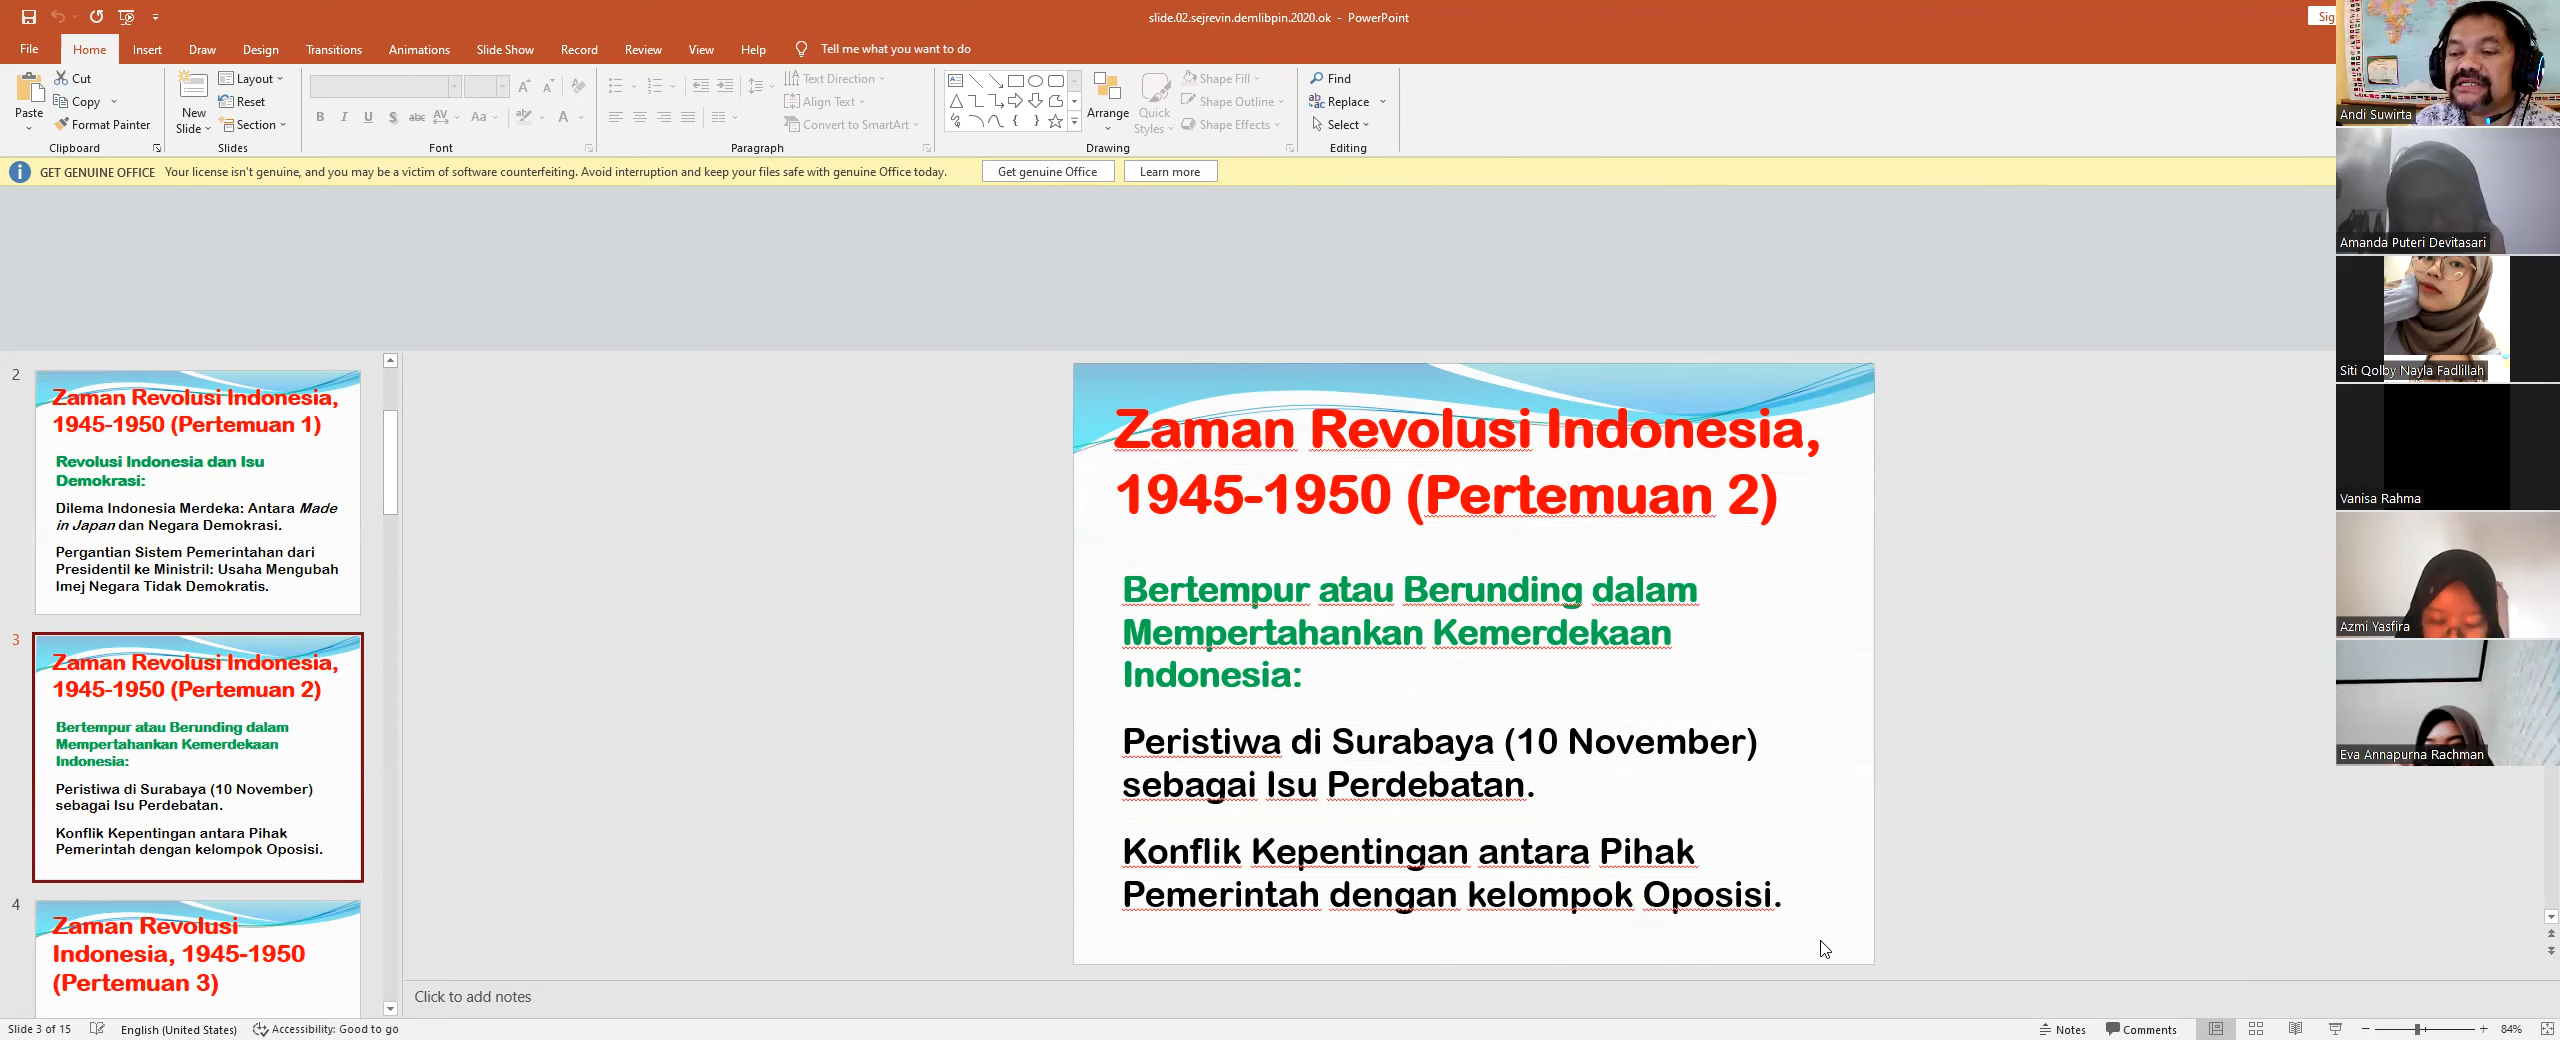 slide.02.sejrevin.demlibpin.2020.ok - PowerPoint
Sig
File Home Insert Draw Design Transitions Animations Slide Show Record Review View Help Tell me what you want to do
Paste
Cut
Copy
Format Painter
Clipboard
New Slide
Layout
Reset
Section
Slides
B I U S abc AV Aa A
Font
Text Direction
Align Text
Convert to SmartArt
Paragraph
Arrange
Quick Styles
Shape Fill
Shape Outline
Shape Effects
Drawing
Find
Replace
Select
Editing
GET GENUINE OFFICE Your license isn't genuine, and you may be a victim of software counterfeiting. Avoid interruption and keep your files safe with genuine Office today. Get genuine Office Learn more
2
Zaman Revolusi Indonesia,
1945-1950 (Pertemuan 1)
Revolusi Indonesia dan Isu
Demokrasi:
Dilema Indonesia Merdeka: Antara Made
in Japan dan Negara Demokrasi.
Pergantian Sistem Pemerintahan dari
Presidentil ke Ministril: Usaha Mengubah
Imej Negara Tidak Demokratis.
3
Zaman Revolusi Indonesia,
1945-1950 (Pertemuan 2)
Bertempur atau Berunding dalam
Mempertahankan Kemerdekaan
Indonesia:
Peristiwa di Surabaya (10 November)
sebagai Isu Perdebatan.
Konflik Kepentingan antara Pihak
Pemerintah dengan kelompok Oposisi.
4
Zaman Revolusi
Indonesia, 1945-1950
(Pertemuan 3)
Zaman Revolusi Indonesia,
1945-1950 (Pertemuan 2)
Bertempur atau Berunding dalam
Mempertahankan Kemerdekaan
Indonesia:
Peristiwa di Surabaya (10 November)
sebagai Isu Perdebatan.
Konflik Kepentingan antara Pihak
Pemerintah dengan kelompok Oposisi.
Click to add notes
Andi Suwirta
Amanda Puteri Devitasari
Siti Qolby Nayla Fadlillah
Vanisa Rahma
Azmi Yasfira
Eva Annapurna Rachman
Slide 3 of 15 English (United States) Accessibility: Good to go Notes Comments 84%